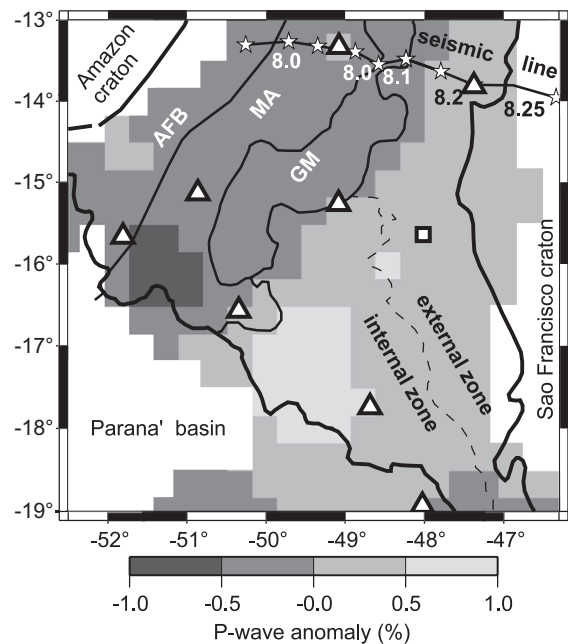 -13°
-14°
-15°
-16°
-17°
-18°
-19°
Amazon
craton
seismic
line
8.0
8.0
8.1
8.2
8.25
AFB
MA
GM
internal zone
external zone
Sao Francisco craton
Parana' basin
-52°
-51°
-50°
-49°
-48°
-47°
-1.0
-0.5
-0.0
0.5
1.0
P-wave anomaly (%)